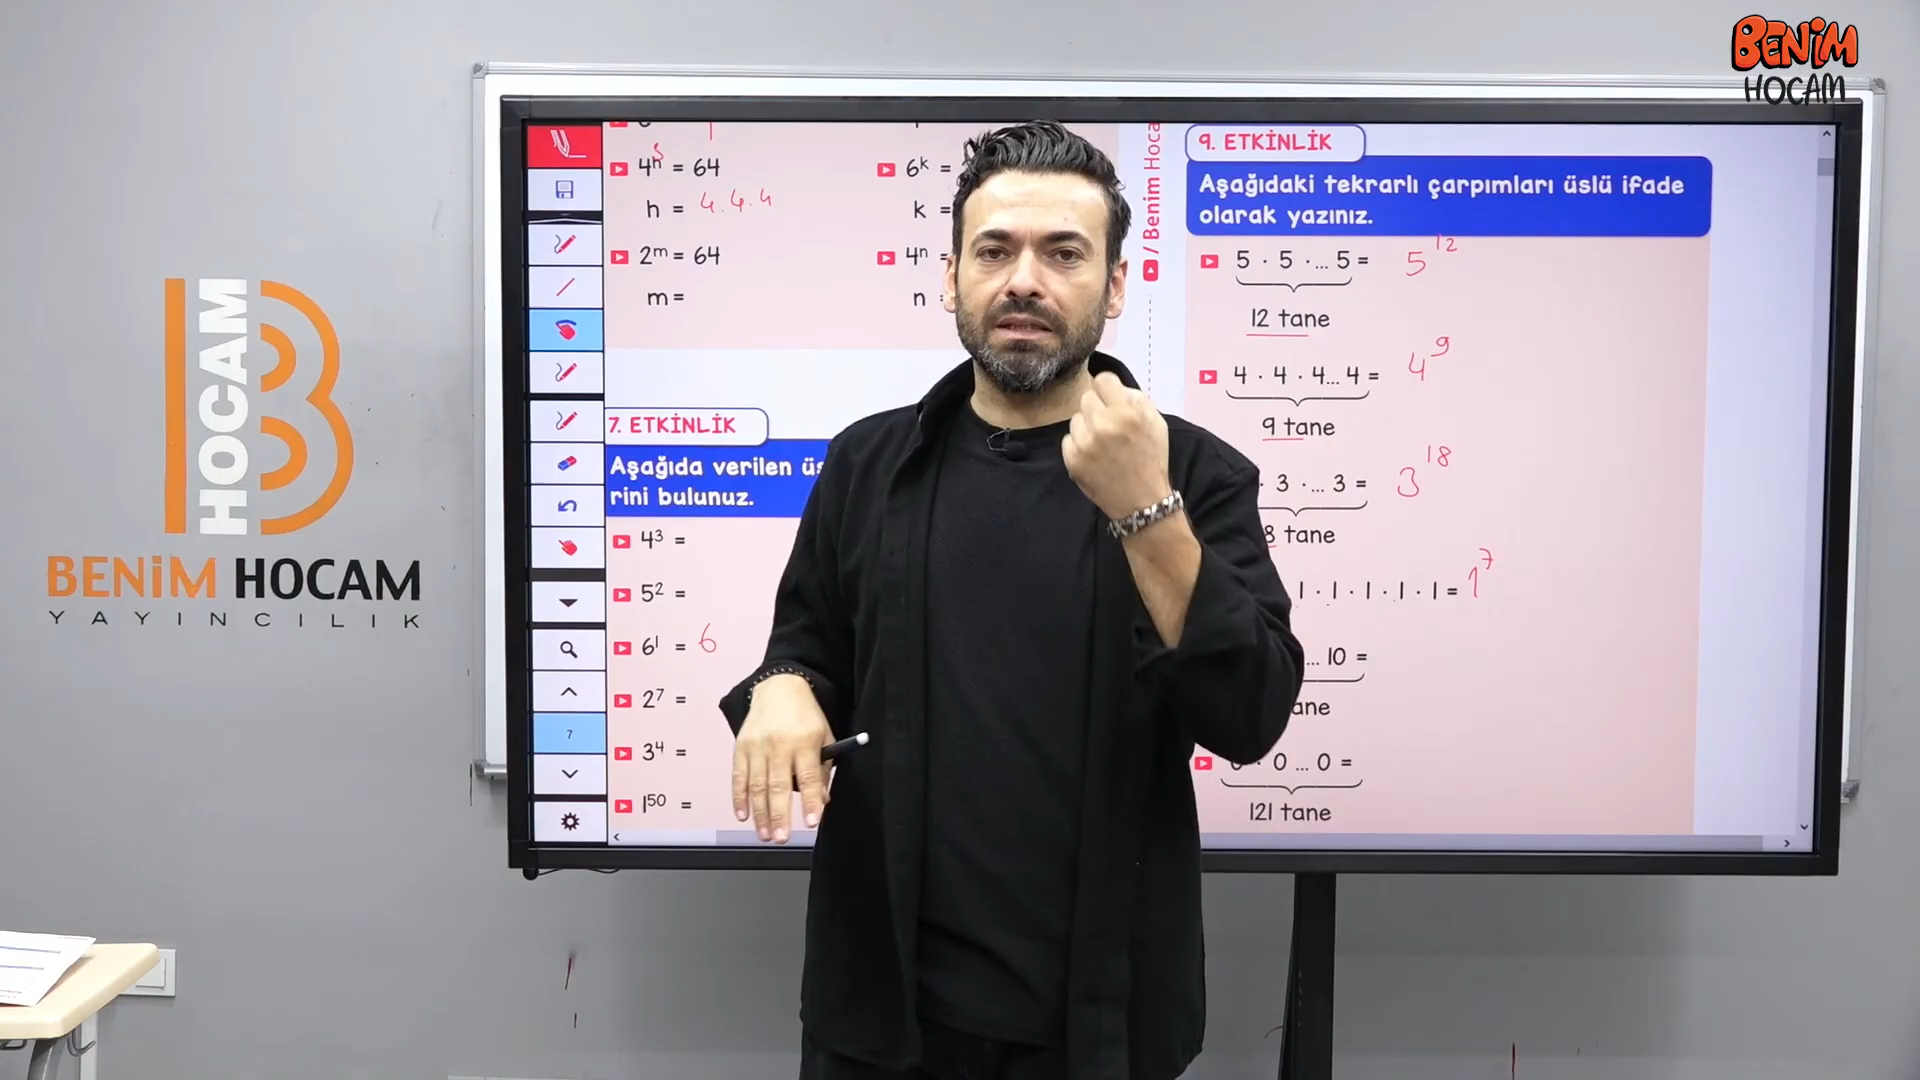 BENİM
HOCAM
HOCAM
BENİM HOCAM
YAYINCILIK
4ʰ = 64
3
h = 4.4.4
2ᵐ = 64
m =
6ᵏ =
k =
4ⁿ =
n :
7. ETKİNLİK
Aşağıda verilen üs
rini bulunuz.
4³ =
5² =
6¹ = 6
2⁷ =
3⁴ =
1⁵⁰ =
7
/ Benim Hoca
9. ETKİNLİK
Aşağıdaki tekrarlı çarpımları üslü ifade
olarak yazınız.
5 · 5 ·... 5 = 5¹²
12 tane
4 · 4 · 4... 4 = 4⁹
9 tane
· 3 ·... 3 = 3¹⁸
8 tane
1 · 1 · 1 · 1 · 1 = 1⁷
... 10 =
ane
· 0 ... 0 =
121 tane